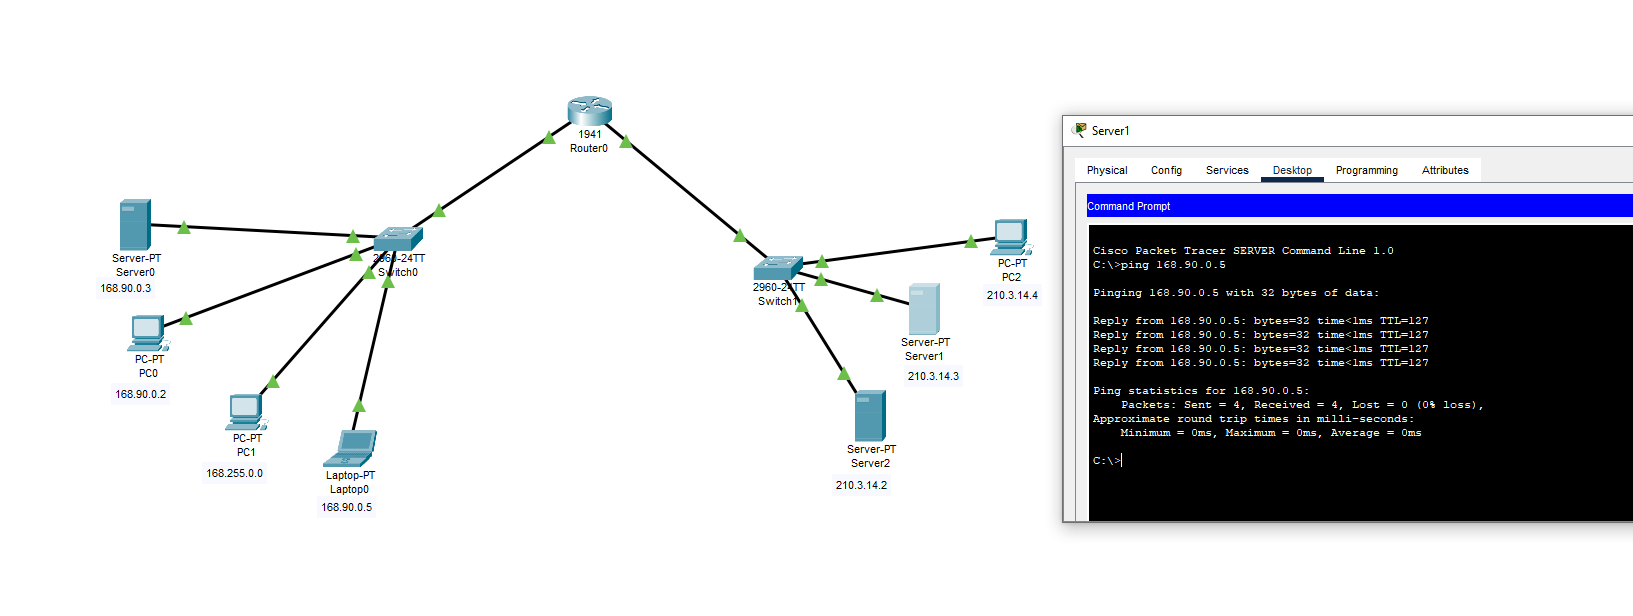 1941
Router0
Server-PT
Server0
168.90.0.3
2960-24TT
Switch0
PC-PT
PC0
168.90.0.2
PC-PT
PC1
168.255.0.0
Laptop-PT
Laptop0
168.90.0.5
2960-24TT
Switch1
PC-PT
PC2
210.3.14.4
Server-PT
Server1
210.3.14.3
Server-PT
Server2
210.3.14.2
Server1
Physical Config Services Desktop Programming Attributes
Command Prompt
Cisco Packet Tracer SERVER Command Line 1.0
C:\>ping 168.90.0.5
Pinging 168.90.0.5 with 32 bytes of data:
Reply from 168.90.0.5: bytes=32 time<1ms TTL=127
Reply from 168.90.0.5: bytes=32 time<1ms TTL=127
Reply from 168.90.0.5: bytes=32 time<1ms TTL=127
Reply from 168.90.0.5: bytes=32 time<1ms TTL=127
Ping statistics for 168.90.0.5:
Packets: Sent = 4, Received = 4, Lost = 0 (0% loss),
Approximate round trip times in milli-seconds:
Minimum = 0ms, Maximum = 0ms, Average = 0ms
C:\>